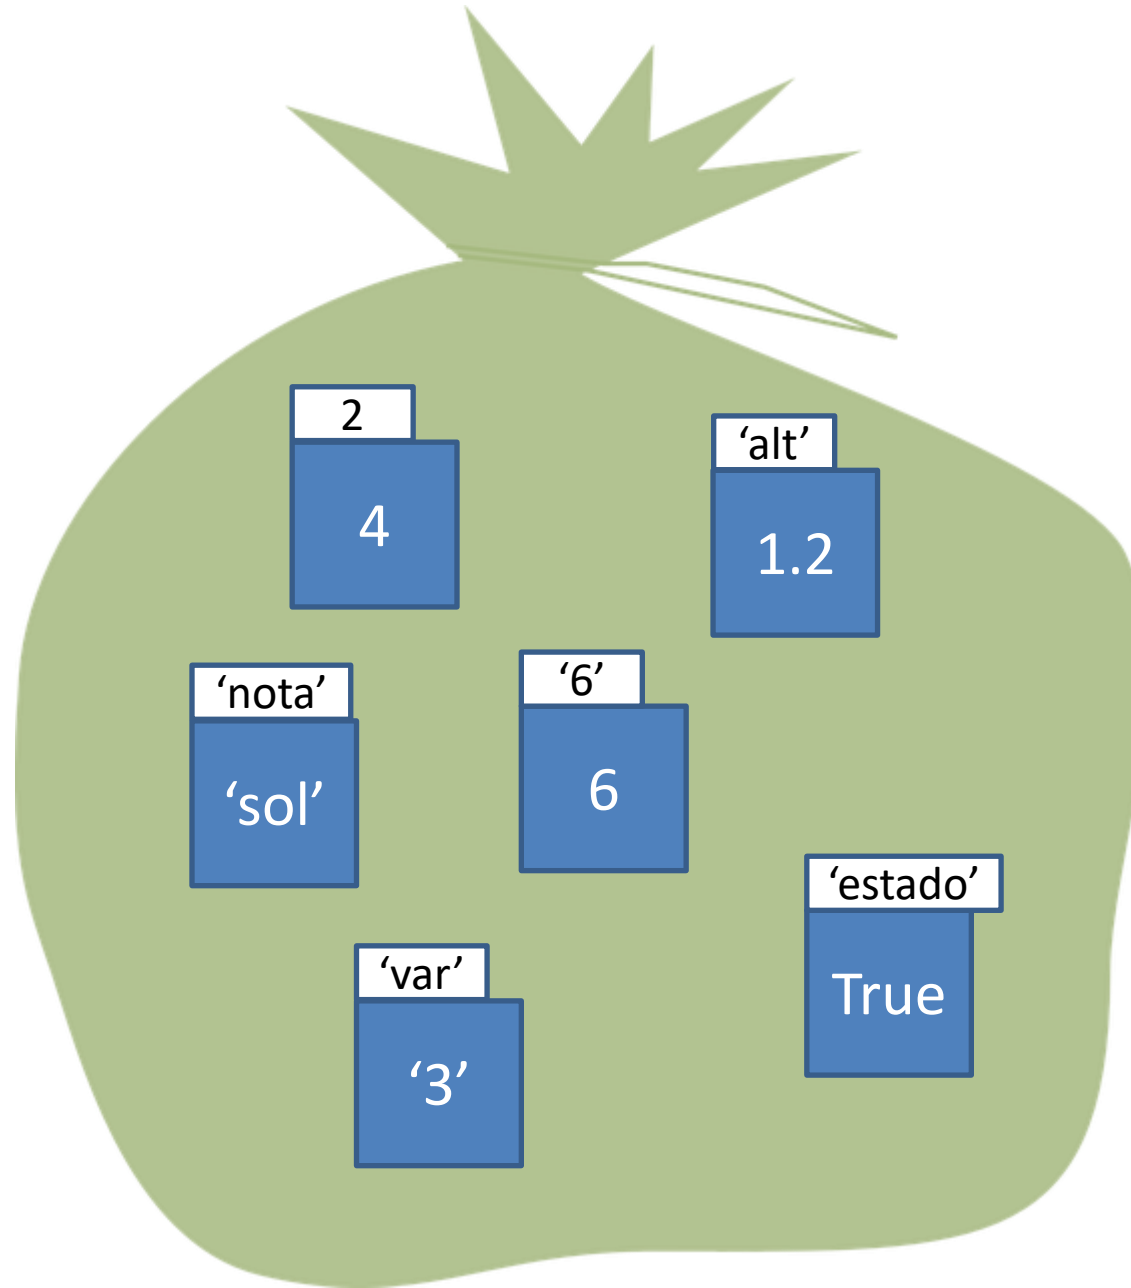 2
4
‘alt’
1.2
‘nota’
‘sol’
‘6’
6
‘estado’
True
‘var’
‘3’